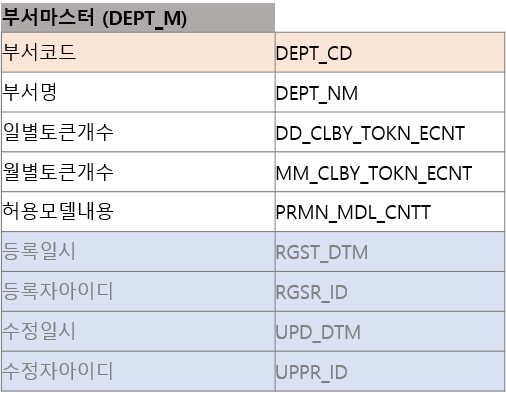 부서마스터 (DEPT_M)
부서코드 DEPT_CD
부서명 DEPT_NM
일별토큰개수 DD_CLBY_TOKN_ECNT
월별토큰개수 MM_CLBY_TOKN_ECNT
허용모델내용 PRMN_MDL_CNTT
등록일시 RGST_DTM
등록자아이디 RGSR_ID
수정일시 UPD_DTM
수정자아이디 UPPR_ID